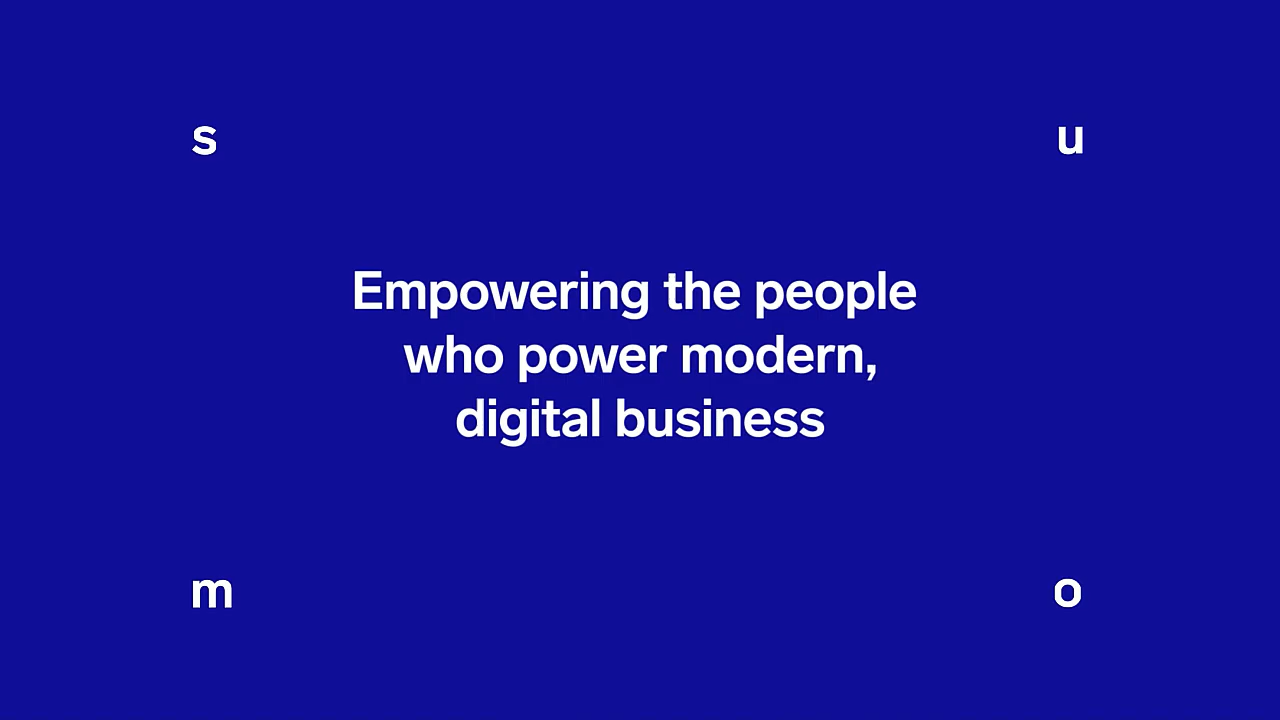 s u
Empowering the people
who power modern,
digital business
m o